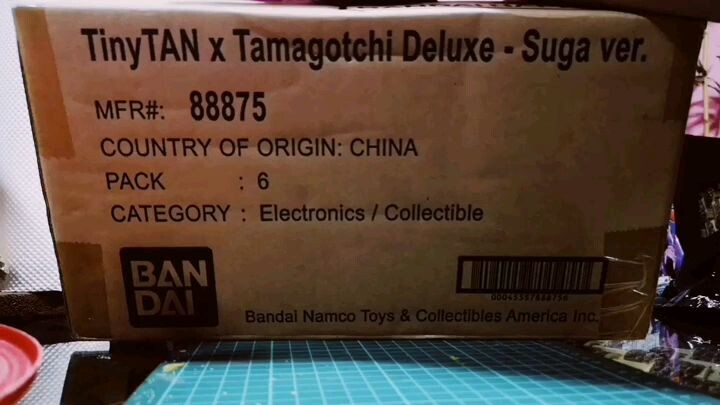 TinyTAN x Tamagotchi Deluxe - Suga ver.
MFR#: 88875
COUNTRY OF ORIGIN: CHINA
PACK : 6
CATEGORY : Electronics / Collectible
BAN
DAI
00045557888756
Bandai Namco Toys & Collectibles America Inc.